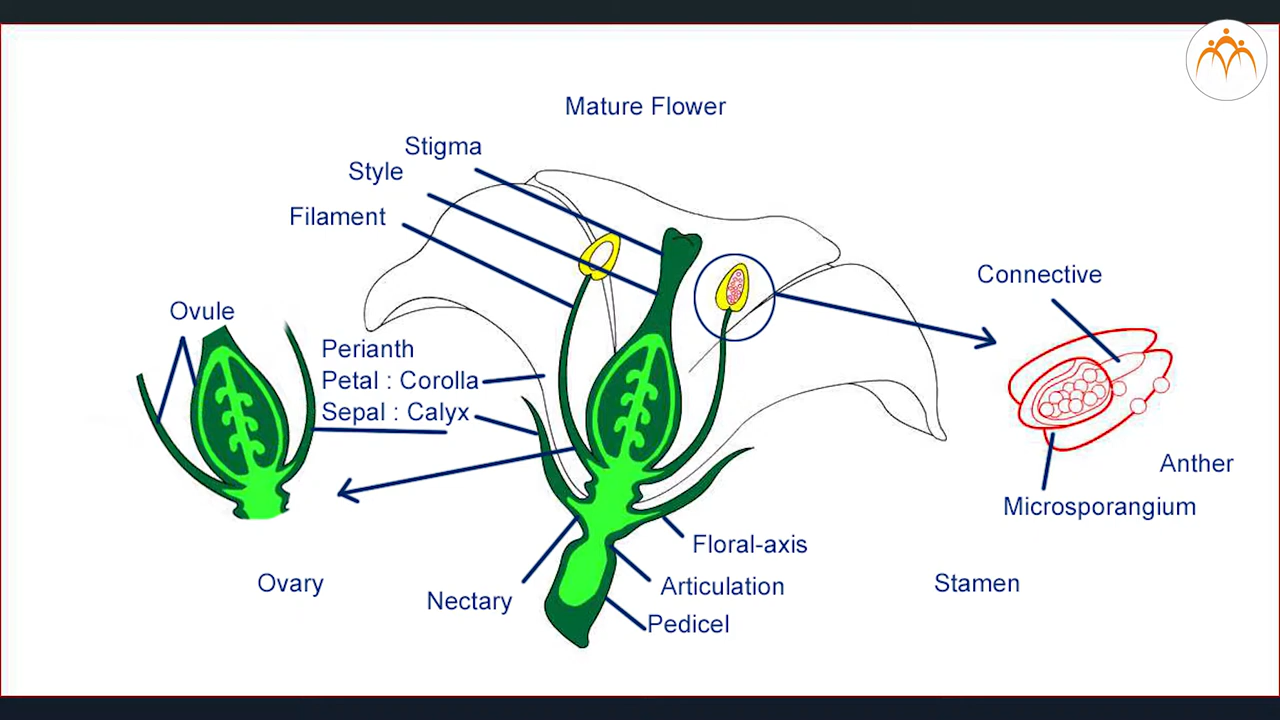 Mature Flower
Stigma
Style
Filament
Connective
Ovule
Perianth
Petal : Corolla
Sepal : Calyx
Anther
Microsporangium
Floral-axis
Ovary
Articulation
Stamen
Nectary
Pedicel